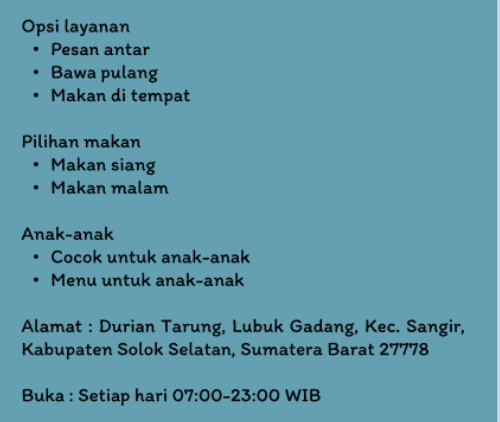 Opsi layanan
• Pesan antar
• Bawa pulang
• Makan di tempat
Pilihan makan
• Makan siang
• Makan malam
Anak-anak
• Cocok untuk anak-anak
• Menu untuk anak-anak
Alamat : Durian Tarung, Lubuk Gadang, Kec. Sangir,
Kabupaten Solok Selatan, Sumatera Barat 27778
Buka : Setiap hari 07:00-23:00 WIB